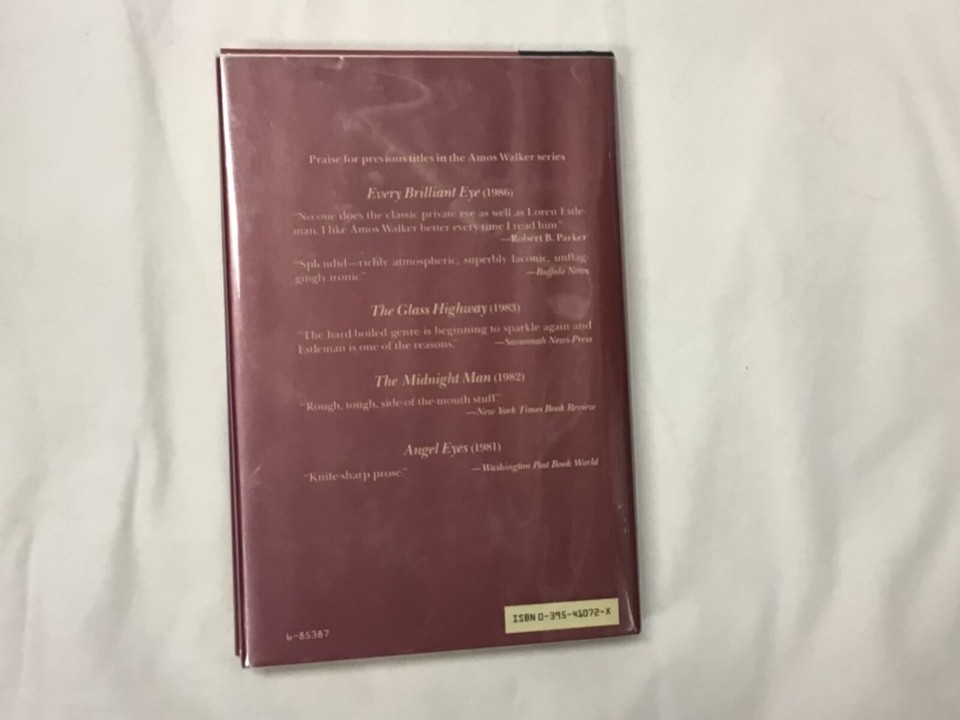 Praise for previous titles in the Amos Walker series
Every Brilliant Eye (1986)
"No one does the classic private eye as well as Loren Estle-
man. I like Amos Walker better every time I read him."
—Robert B. Parker
"Splendid—richly atmospheric, superbly laconic, unflag-
gingly ironic."
—Buffalo News
The Glass Highway (1983)
"The hard-boiled genre is beginning to sparkle again and
Estleman is one of the reasons." —Savannah News Press
The Midnight Man (1982)
"Rough, tough, side-of-the-mouth stuff."
—New York Times Book Review
Angel Eyes (1981)
"Knife-sharp prose." —Washington Post Book World
6-85387
ISBN 0-395-41072-X